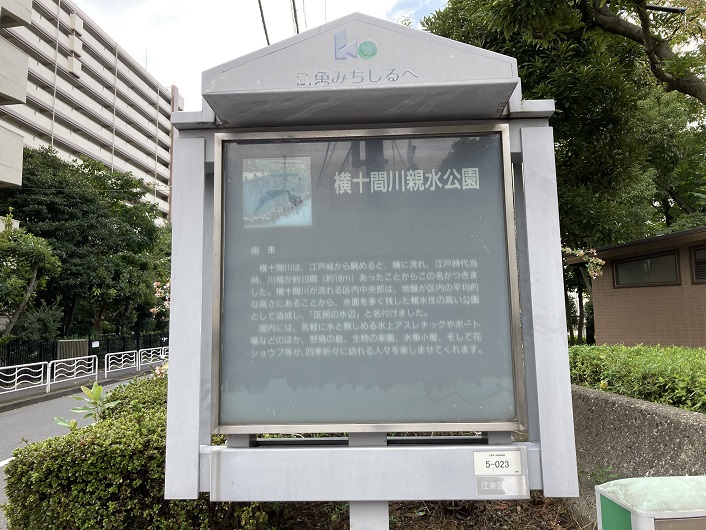 亀みちしるべ
横十間川親水公園
由来
横十間川は、江戸城から眺めると、横に流れ、江戸時代当
時、川幅が約10間(約18m)あったことからこの名がつきま
した。横十間川が流れる区内中央部は、地盤が区内の平均的
な高さにあることから、水面を多く残した親水性の高い公園
として造成し、「区民の水辺」と名付けました。
園内には、気軽に水と親しめる水上アスレチックやボート
場などのほか、野鳥の島、生物の楽園、水車小屋、そして花
ショウブ等が、四季折々に訪れる人々を楽しませてくれます。
5-023
江東